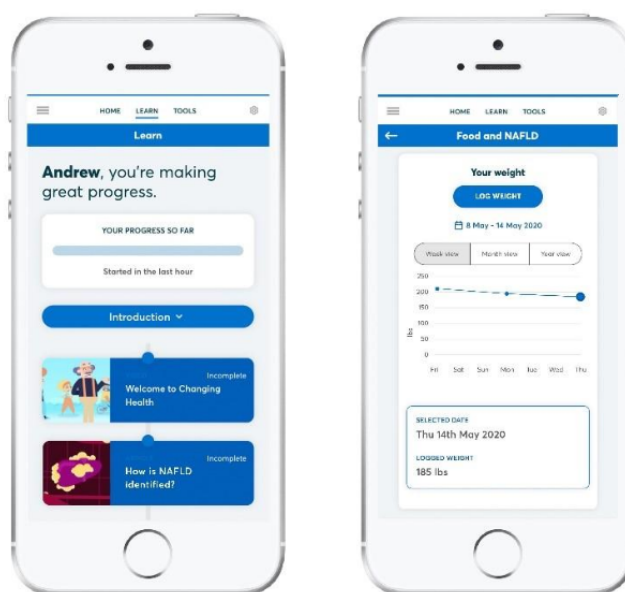 HOME LEARN TOOLS
Learn
Andrew, you're making
great progress.
YOUR PROGRESS SO FAR
Started in the last hour
Introduction
Incomplete
Welcome to Changing
Health
Incomplete
How is NAFLD
identified?
HOME LEARN TOOLS
Food and NAFLD
Your weight
LOG WEIGHT
8 May - 14 May 2020
Week view Month view Year view
250
200
150
100
50
0
lbs
Fri Sat Sun Mon Tue Wed Thu
SELECTED DATE
Thu 14th May 2020
LOGGED WEIGHT
185 lbs